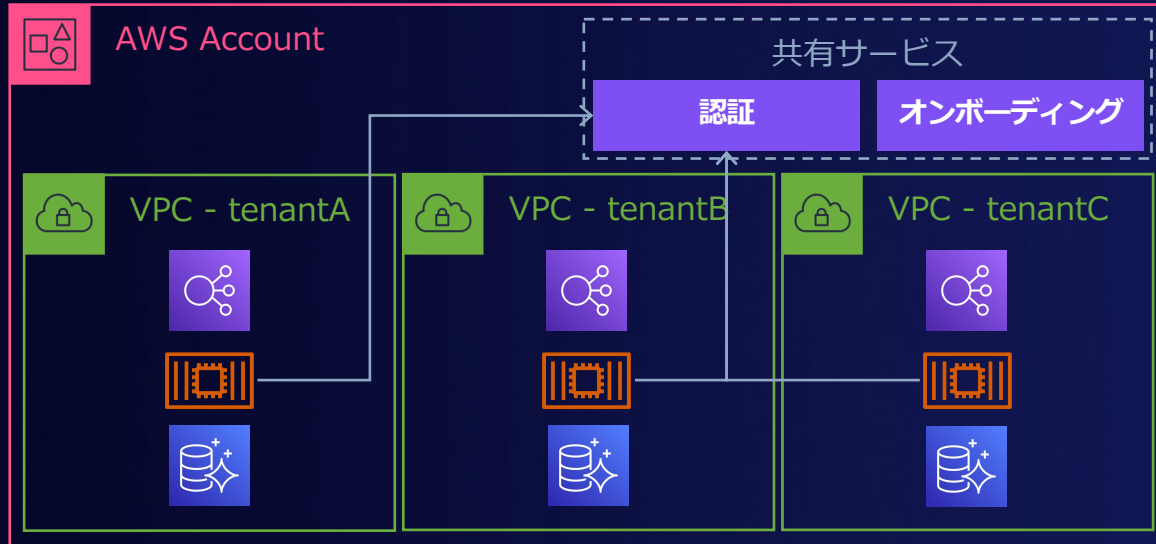 AWS Account
共有サービス
認証
オンボーディング
VPC - tenantA
VPC - tenantB
VPC - tenantC